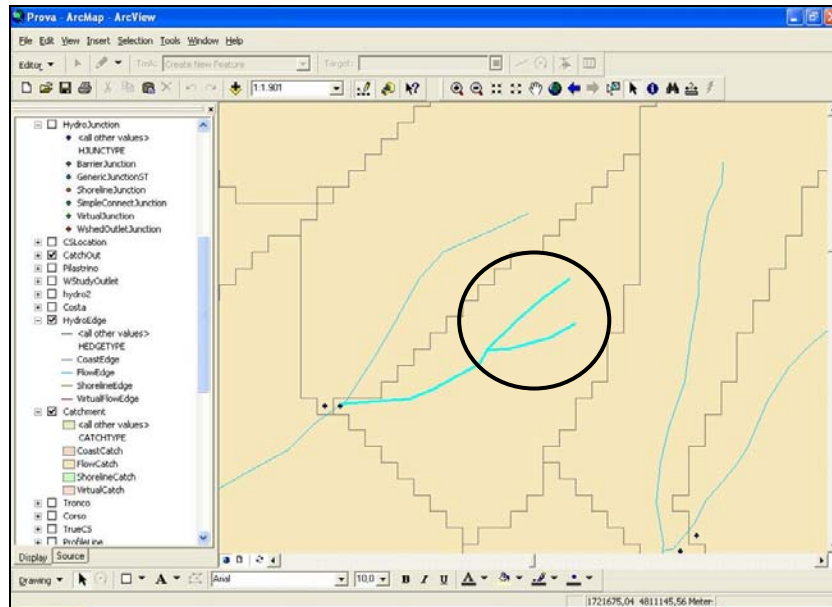 Prova - ArcMap - ArcView
File Edit View Insert Selection Tools Window Help
Editor Task: Create New Feature Target:
1:1.901
HydroJunction
<all other values>
HJUNCTYPE
BarrierJunction
GenericJunctionST
ShorelineJunction
SimpleConnectJunction
VirtualJunction
WshedOutletJunction
CSLocation
CatchOut
Pilastrino
WStudyOutlet
hydro2
Costa
HydroEdge
<all other values>
HEDGETYPE
CoastEdge
FlowEdge
ShorelineEdge
VirtualFlowEdge
Catchment
<all other values>
CATCHTYPE
CoastCatch
FlowCatch
ShorelineCatch
VirtualCatch
Tronco
Corso
TrueCS
ProfileLine
Display Source
Drawing A Arial 10,0 B I U A
1721675,04 4811145,56 Meter